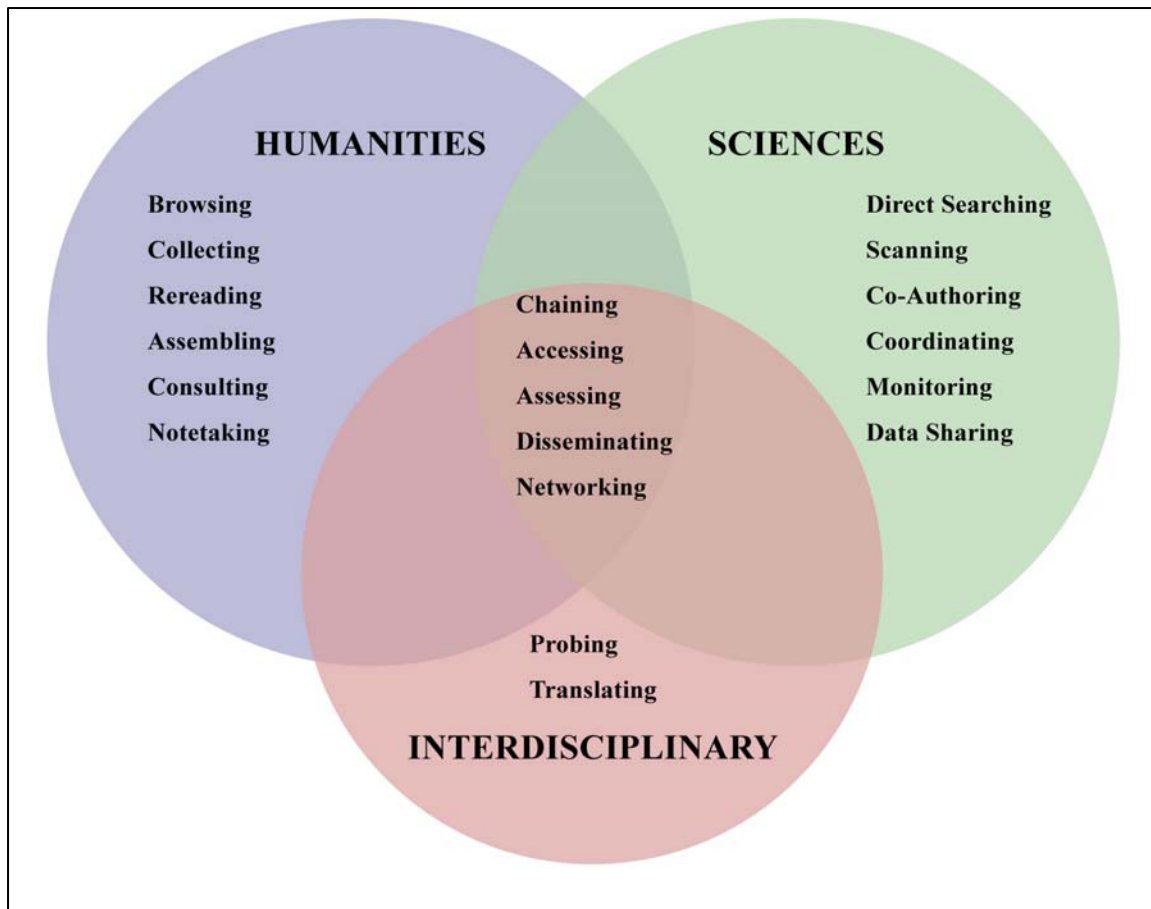 HUMANITIES
Browsing
Collecting
Rereading
Assembling
Consulting
Notetaking
SCIENCES
Direct Searching
Scanning
Co-Authoring
Coordinating
Monitoring
Data Sharing
Chaining
Accessing
Assessing
Disseminating
Networking
Probing
Translating
INTERDISCIPLINARY